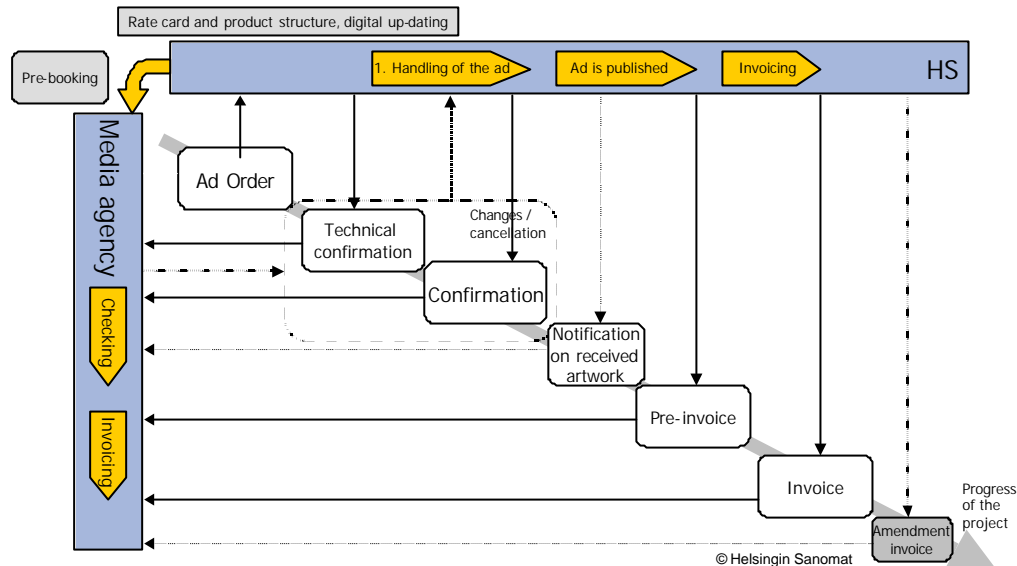 Rate card and product structure, digital up-dating
Pre-booking
1. Handling of the ad
Ad is published
Invoicing
HS
Media agency
Checking
Invoicing
Ad Order
Technical
confirmation
Changes /
cancellation
Confirmation
Notification
on received
artwork
Pre-invoice
Invoice
Amendment
invoice
Progress
of the
project
© Helsingin Sanomat